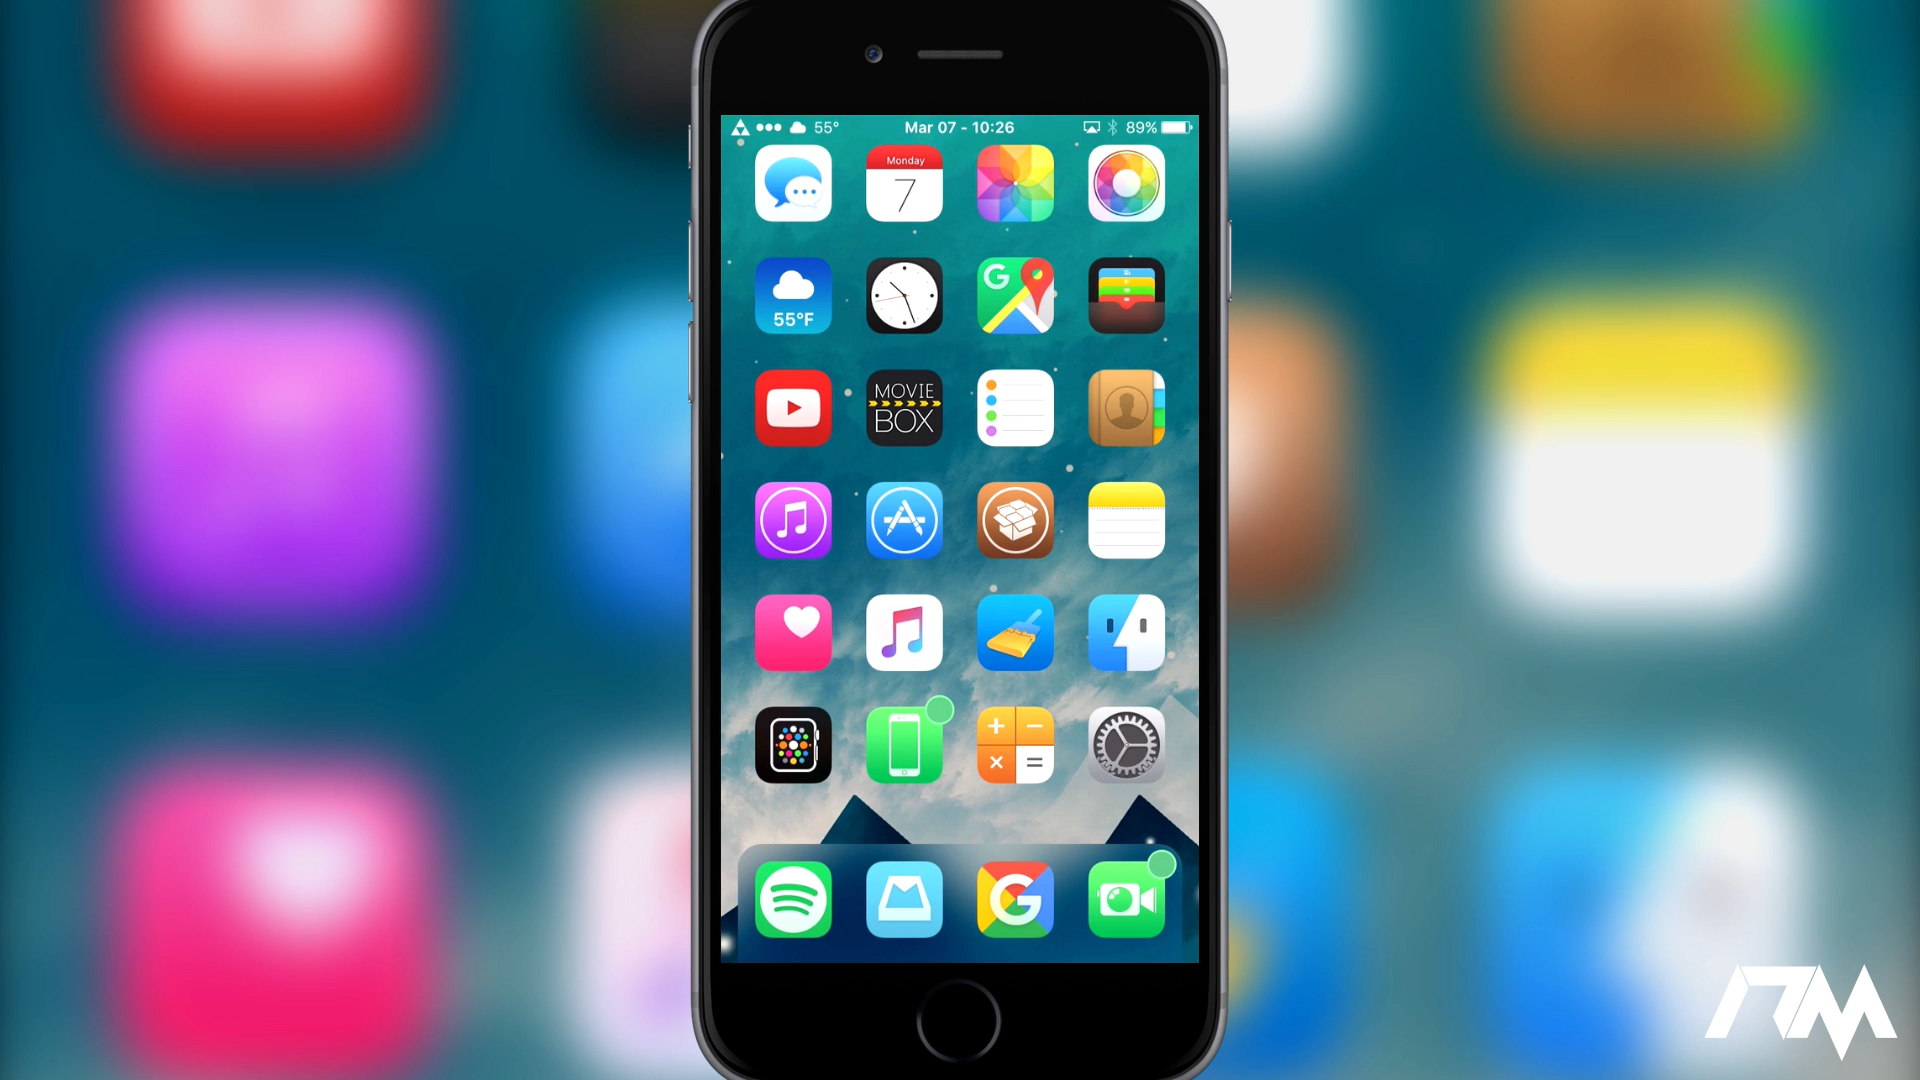 55°
Mar 07 - 10:26
89%
Monday
7
G
55°F
MOVIE
BOX
+ −
× =
G